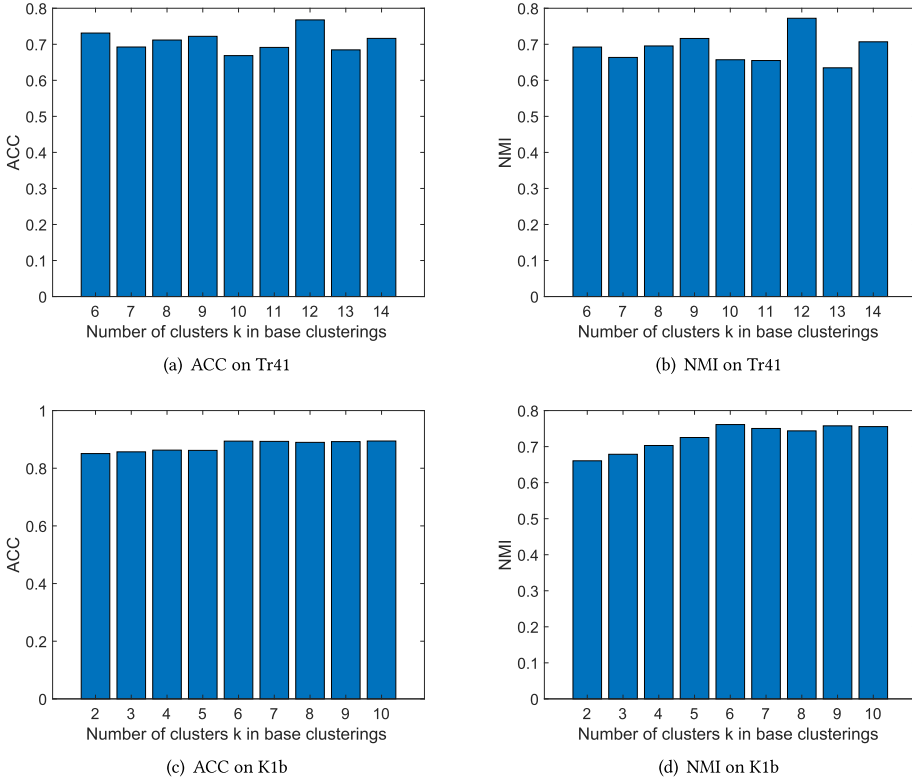 0.8
0.7
0.6
0.5
0.4
0.3
0.2
0.1
0
ACC
6 7 8 9 10 11 12 13 14
Number of clusters k in base clusterings
(a) ACC on Tr41
0.8
0.7
0.6
0.5
0.4
0.3
0.2
0.1
0
NMI
6 7 8 9 10 11 12 13 14
Number of clusters k in base clusterings
(b) NMI on Tr41
1
0.8
0.6
0.4
0.2
0
ACC
2 3 4 5 6 7 8 9 10
Number of clusters k in base clusterings
(c) ACC on K1b
0.8
0.7
0.6
0.5
0.4
0.3
0.2
0.1
0
NMI
2 3 4 5 6 7 8 9 10
Number of clusters k in base clusterings
(d) NMI on K1b